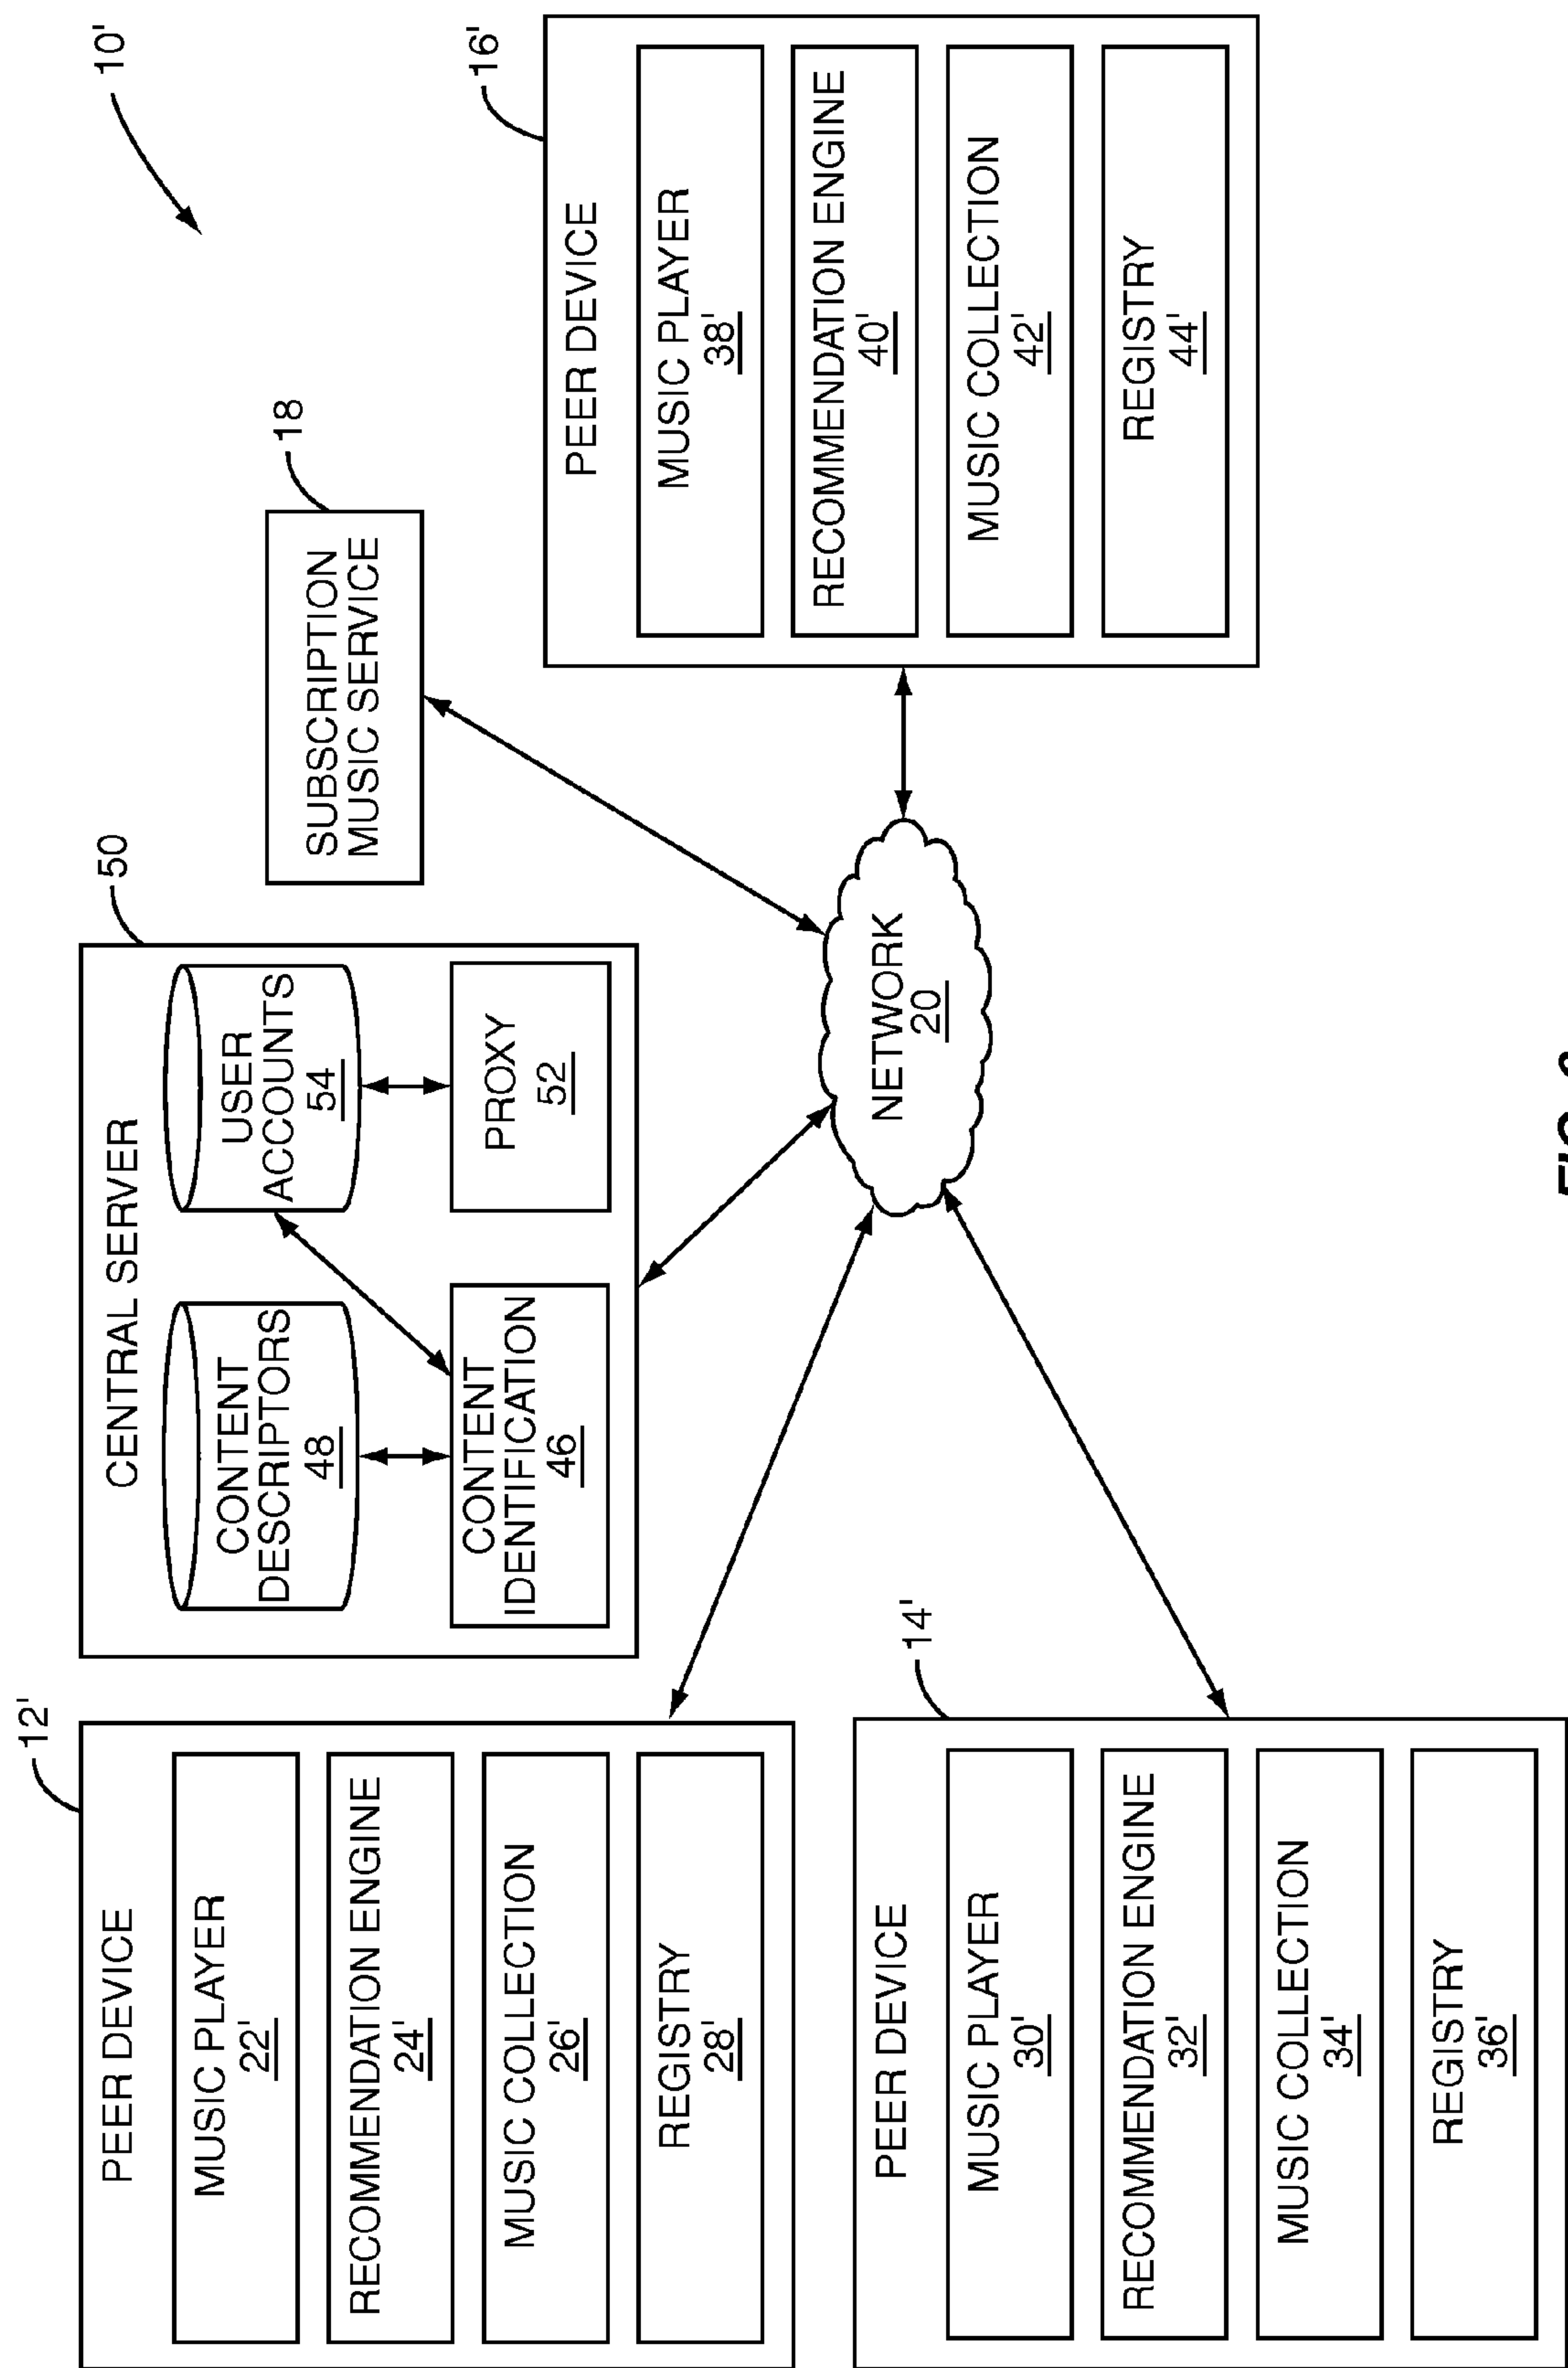 10'
12'
PEER DEVICE
MUSIC PLAYER
22'
RECOMMENDATION ENGINE
24'
MUSIC COLLECTION
26'
REGISTRY
28'
50
CENTRAL SERVER
CONTENT
DESCRIPTORS
48
USER
ACCOUNTS
54
CONTENT
IDENTIFICATION
46
PROXY
52
18
SUBSCRIPTION
MUSIC SERVICE
16'
PEER DEVICE
MUSIC PLAYER
38'
RECOMMENDATION ENGINE
40'
MUSIC COLLECTION
42'
REGISTRY
44'
NETWORK
20
14'
PEER DEVICE
MUSIC PLAYER
30'
RECOMMENDATION ENGINE
32'
MUSIC COLLECTION
34'
REGISTRY
36'
FIG.